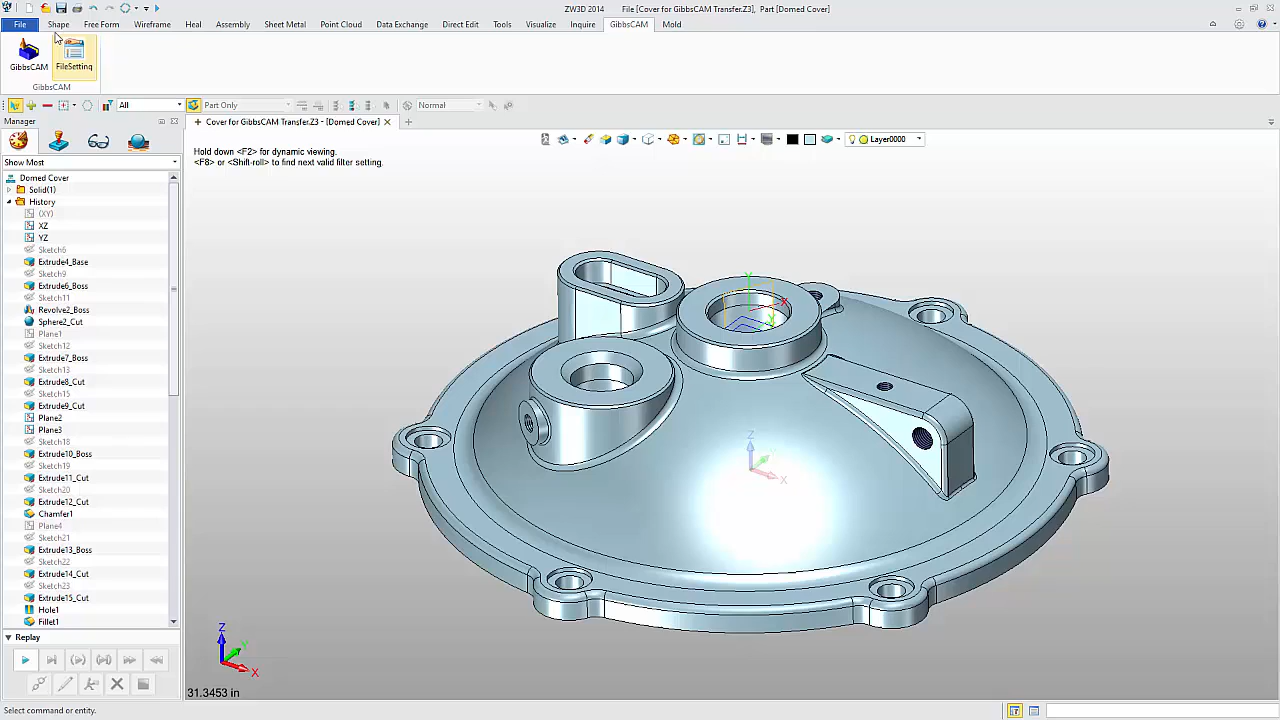 ZW3D 2014 File [Cover for GibbsCAM Transfer.Z3], Part [Domed Cover]
File Shape Free Form Wireframe Heal Assembly Sheet Metal Point Cloud Data Exchange Direct Edit Tools Visualize Inquire GibbsCAM Mold
GibbsCAM FileSetting
GibbsCAM
All Part Only Normal
Manager
Cover for GibbsCAM Transfer.Z3 - [Domed Cover]
Layer0000
Hold down <F2> for dynamic viewing.
<F8> or <Shift-roll> to find next valid filter setting.
Show Most
Domed Cover
Solid(1)
History
(XY)
XZ
YZ
Sketch6
Extrude4_Base
Sketch9
Extrude6_Boss
Sketch11
Revolve2_Boss
Sphere2_Cut
Plane1
Sketch12
Extrude7_Boss
Sketch13
Extrude8_Cut
Sketch15
Extrude9_Cut
Plane2
Plane3
Sketch18
Extrude10_Boss
Sketch19
Extrude11_Cut
Sketch20
Extrude12_Cut
Chamfer1
Plane4
Sketch21
Extrude13_Boss
Sketch22
Extrude14_Cut
Sketch23
Extrude15_Cut
Hole1
Fillet1
Y
X
Z
X
Replay
Z
Y
X
31.3453 in
Select command or entity.